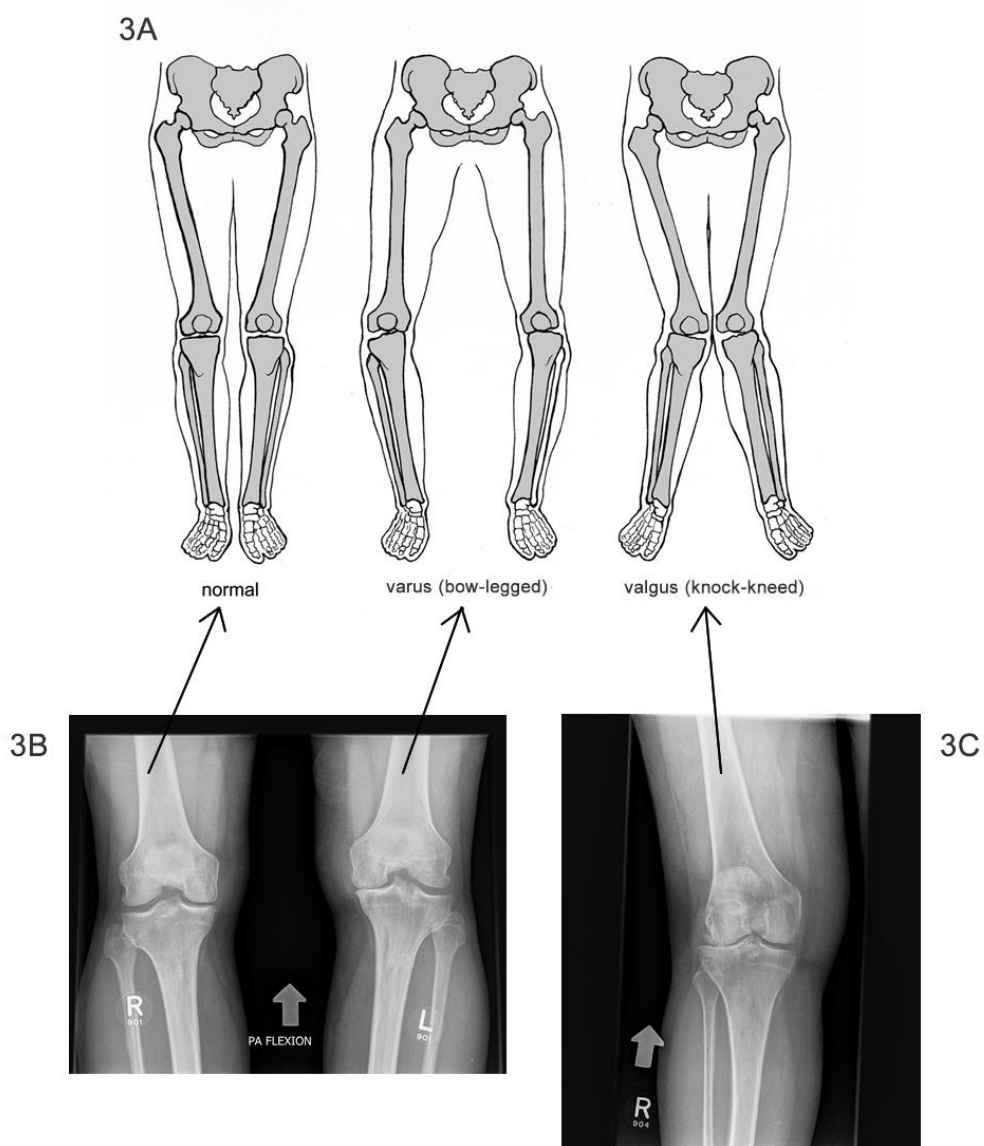 3A
normal
varus (bow-legged)
valgus (knock-kneed)
3B
3C
R
901
L
901
PA FLEXION
R
904